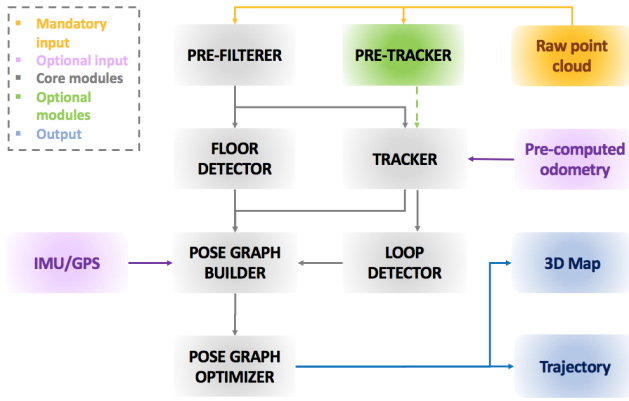 Mandatory
input
Optional input
Core modules
Optional
modules
Output
PRE-FILTERER
PRE-TRACKER
Raw point
cloud
FLOOR
DETECTOR
TRACKER
Pre-computed
odometry
IMU/GPS
POSE GRAPH
BUILDER
LOOP
DETECTOR
3D Map
POSE GRAPH
OPTIMIZER
Trajectory